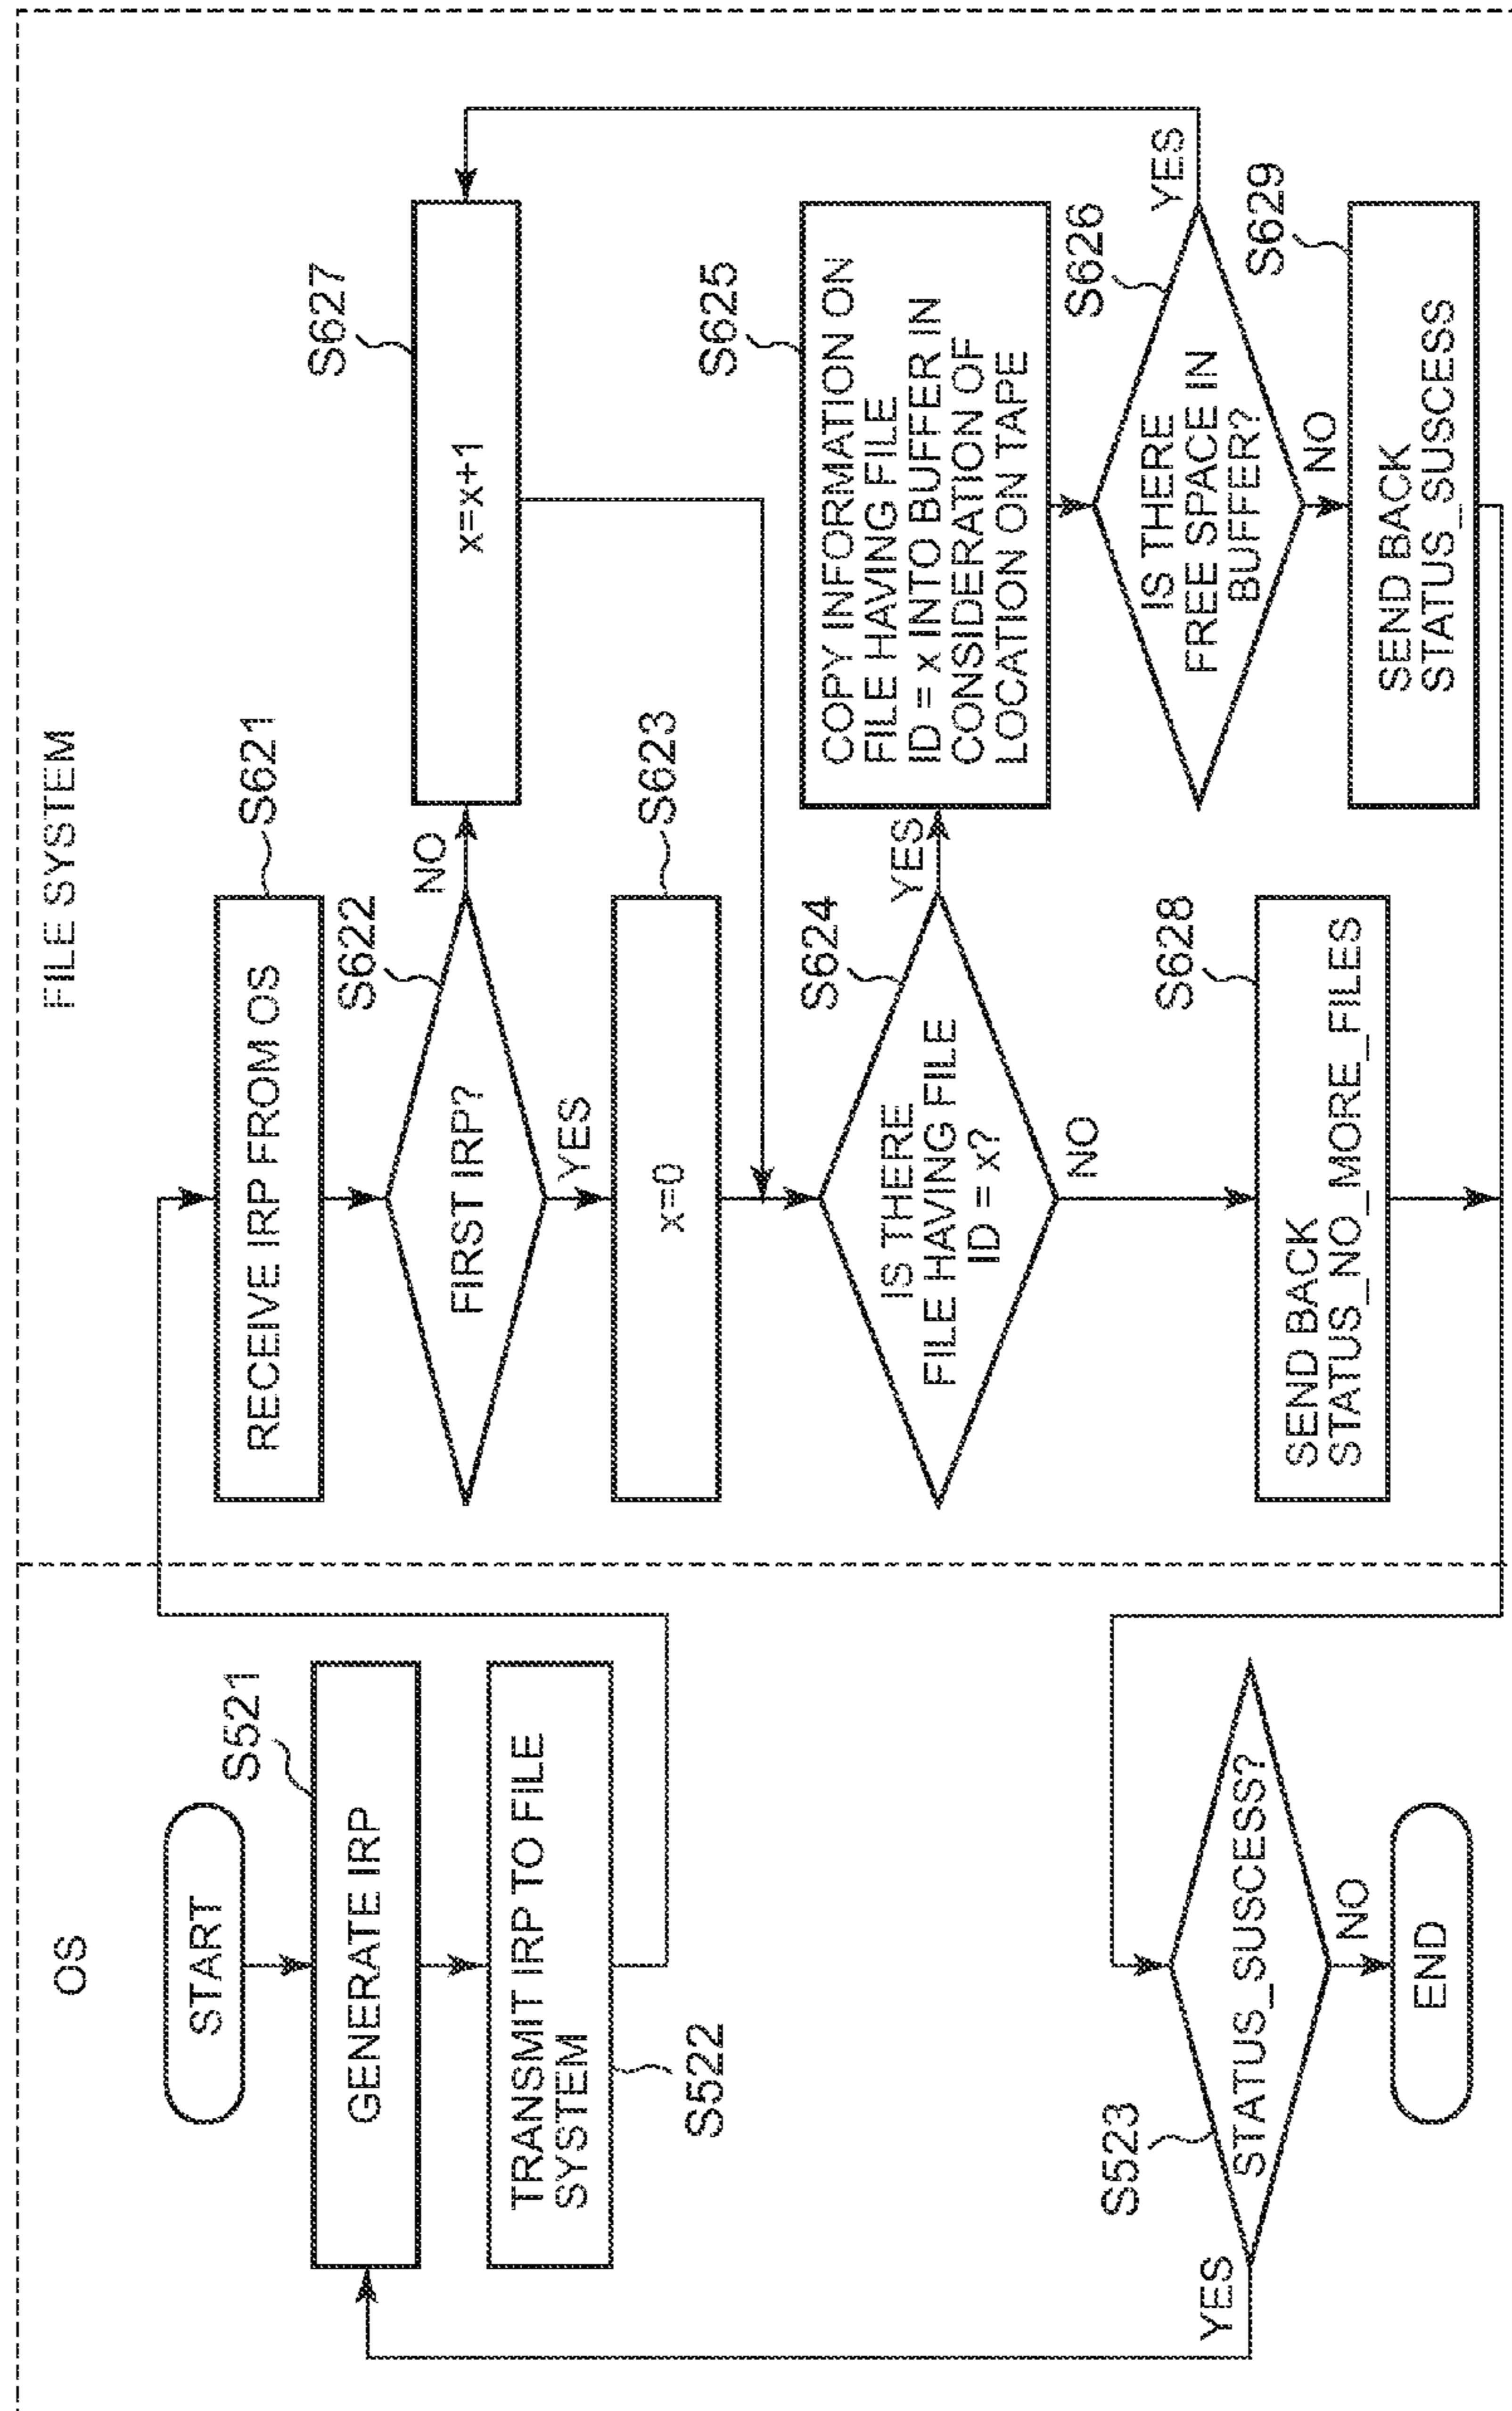 OS
START
S521
GENERATE IRP
TRANSMIT IRP TO FILE
SYSTEM
S522
S523
STATUS_SUSCESS?
YES
NO
END
FILE SYSTEM
RECEIVE IRP FROM OS
S621
S622
FIRST IRP?
NO
YES
S627
x=x+1
x=0
S623
S624
IS THERE
FILE HAVING FILE
ID = x?
YES
NO
S625
COPY INFORMATION ON
FILE HAVING FILE
ID = x INTO BUFFER IN
CONSIDERATION OF
LOCATION ON TAPE
S626
IS THERE
FREE SPACE IN
BUFFER?
YES
NO
S628
SEND BACK
STATUS_NO_MORE_FILES
S629
SEND BACK
STATUS_SUSCESS